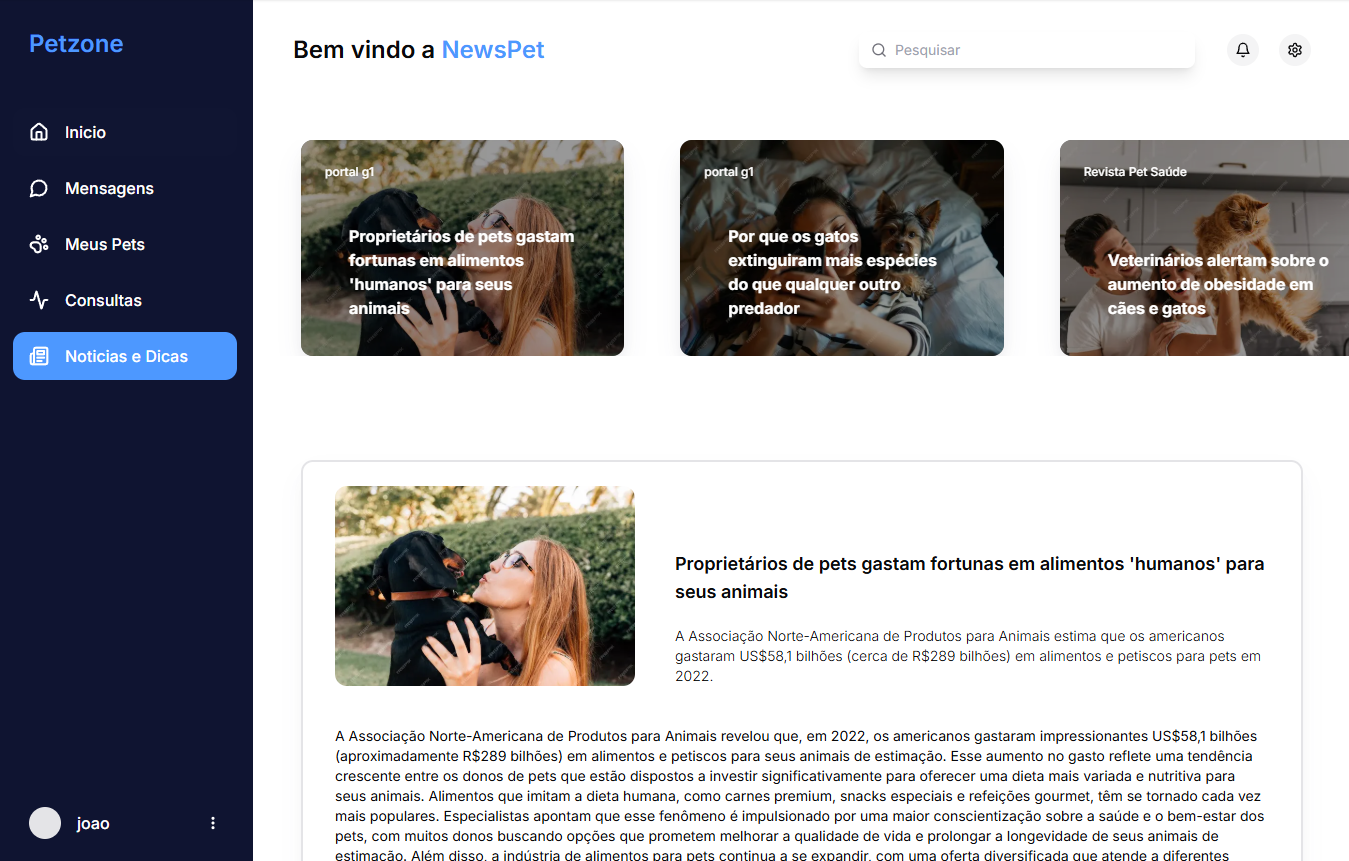 Petzone
Inicio
Mensagens
Meus Pets
Consultas
Noticias e Dicas
joao
Bem vindo a NewsPet
Pesquisar
portal g1
Proprietários de pets gastam
fortunas em alimentos
'humanos' para seus
animais
portal g1
Por que os gatos
extinguiram mais espécies
do que qualquer outro
predador
Revista Pet Saúde
Veterinários alertam sobre o
aumento de obesidade em
cães e gatos
Proprietários de pets gastam fortunas em alimentos 'humanos' para
seus animais
A Associação Norte-Americana de Produtos para Animais estima que os americanos
gastaram US$58,1 bilhões (cerca de R$289 bilhões) em alimentos e petiscos para pets em
2022.
A Associação Norte-Americana de Produtos para Animais revelou que, em 2022, os americanos gastaram impressionantes US$58,1 bilhões
(aproximadamente R$289 bilhões) em alimentos e petiscos para seus animais de estimação. Esse aumento no gasto reflete uma tendência
crescente entre os donos de pets que estão dispostos a investir significativamente para oferecer uma dieta mais variada e nutritiva para
seus animais. Alimentos que imitam a dieta humana, como carnes premium, snacks especiais e refeições gourmet, têm se tornado cada vez
mais populares. Especialistas apontam que esse fenômeno é impulsionado por uma maior conscientização sobre a saúde e o bem-estar dos
pets, com muitos donos buscando opções que prometem melhorar a qualidade de vida e prolongar a longevidade de seus animais de
estimação. Além disso, a indústria de alimentos para pets continua a se expandir, com uma oferta diversificada que atende a diferentes